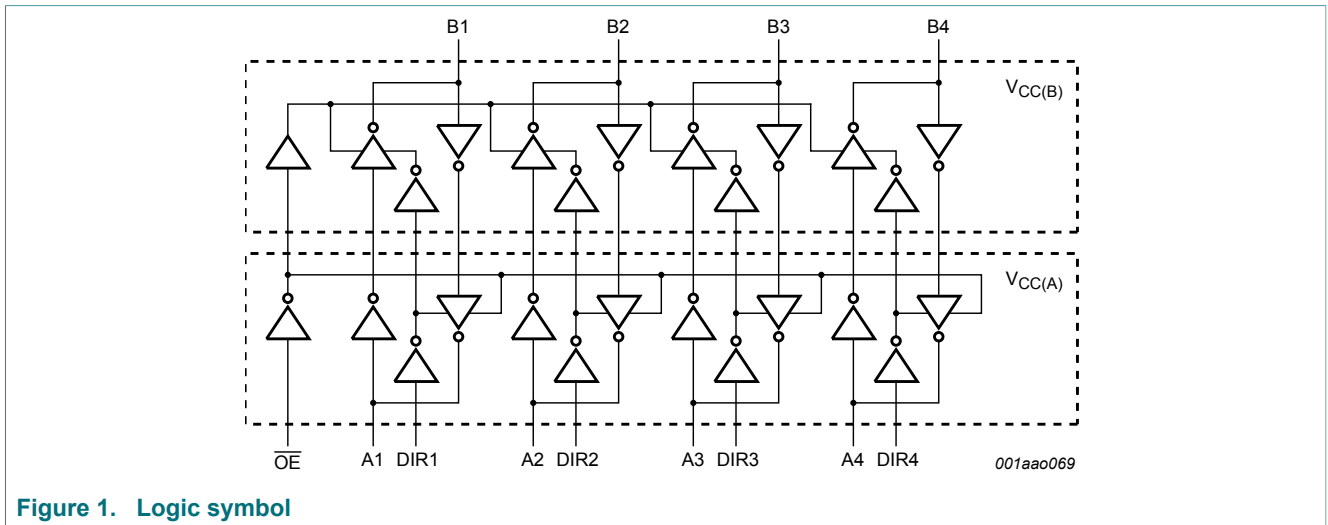 B1 B2 B3 B4
VCC(B)
VCC(A)
OE A1 DIR1 A2 DIR2 A3 DIR3 A4 DIR4 001aao069
Figure 1. Logic symbol